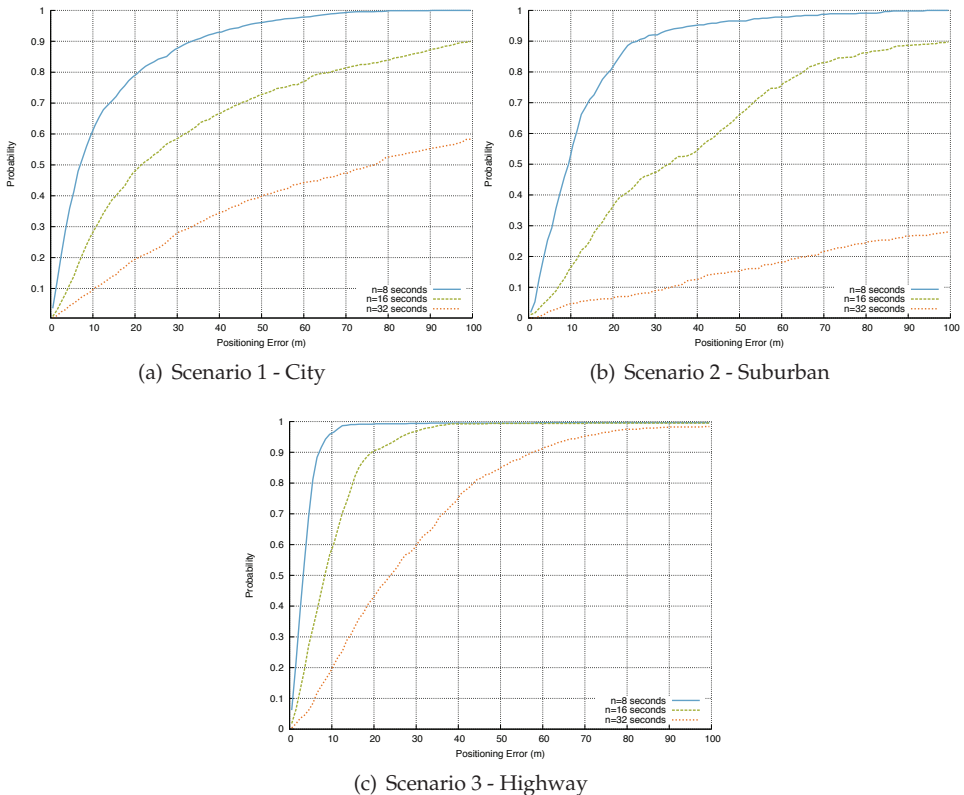 1
0.9
0.8
0.7
0.6
0.5
0.4
0.3
0.2
0.1
Probability
0 10 20 30 40 50 60 70 80 90 100
Positioning Error (m)
n=8 seconds
n=16 seconds
n=32 seconds
(a) Scenario 1 - City
1
0.9
0.8
0.7
0.6
0.5
0.4
0.3
0.2
0.1
0
Probability
0 10 20 30 40 50 60 70 80 90 100
Positioning Error (m)
n=8 seconds
n=16 seconds
n=32 seconds
(b) Scenario 2 - Suburban
1
0.9
0.8
0.7
0.6
0.5
0.4
0.3
0.2
0.1
0
Probability
0 10 20 30 40 50 60 70 80 90 100
Positioning Error (m)
n=8 seconds
n=16 seconds
n=32 seconds
(c) Scenario 3 - Highway